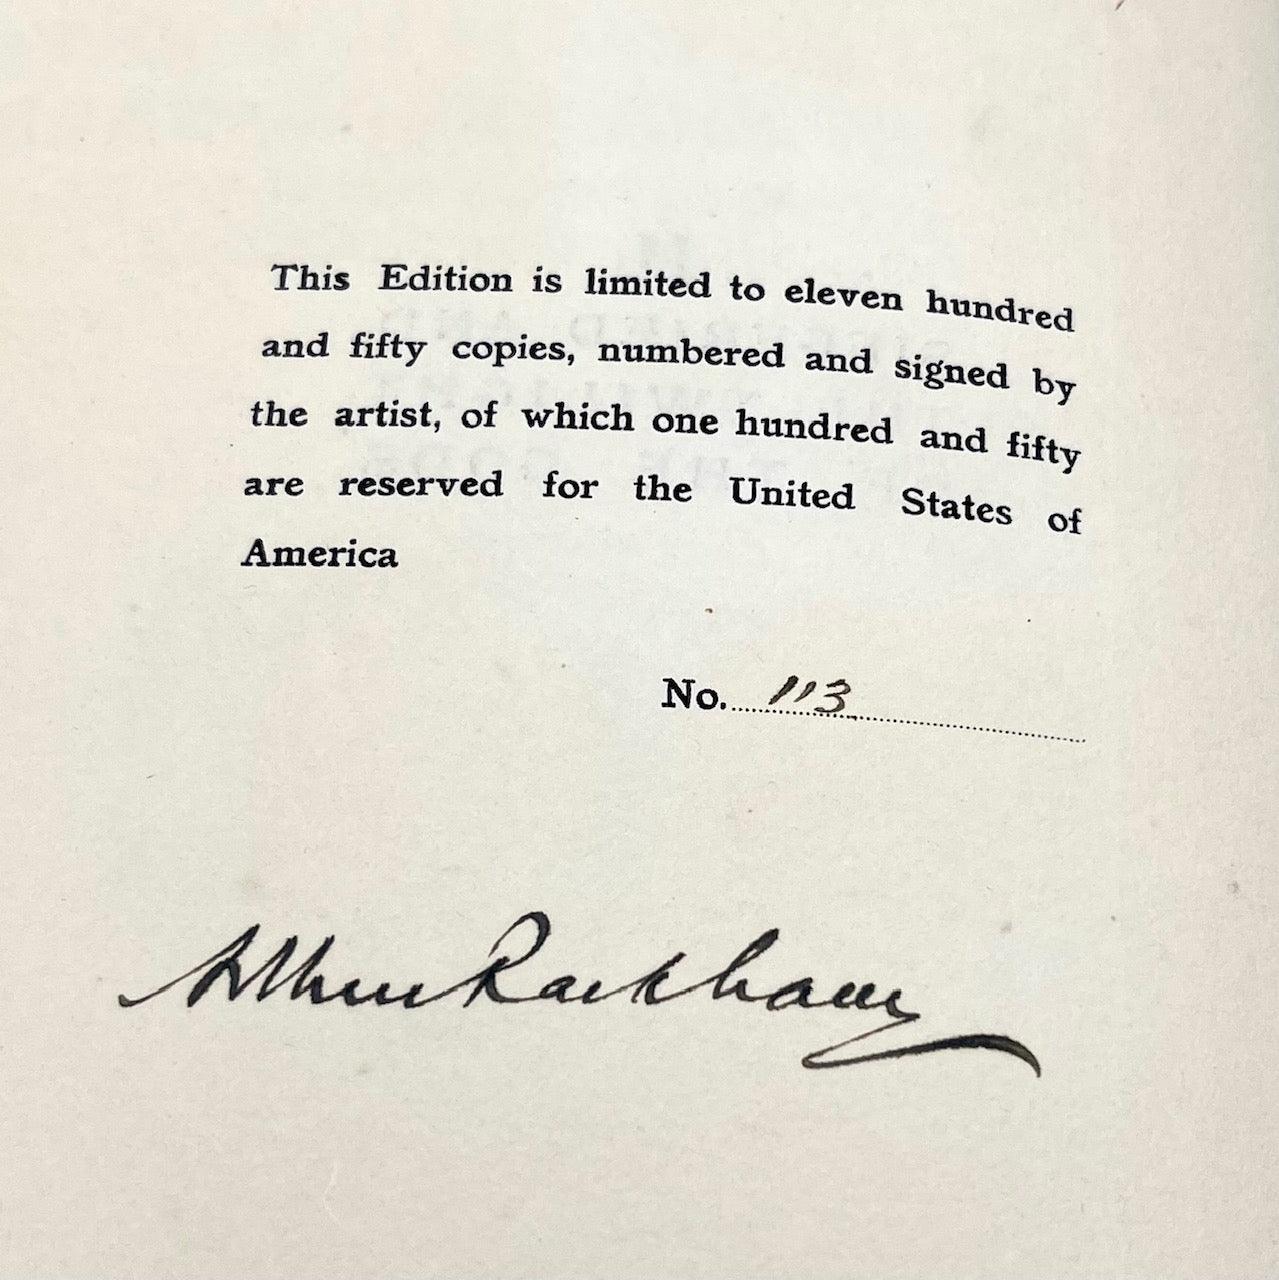 This Edition is limited to eleven hundred
and fifty copies, numbered and signed by
the artist, of which one hundred and fifty
are reserved for the United States of
America
No. 113
Arthur Rackham